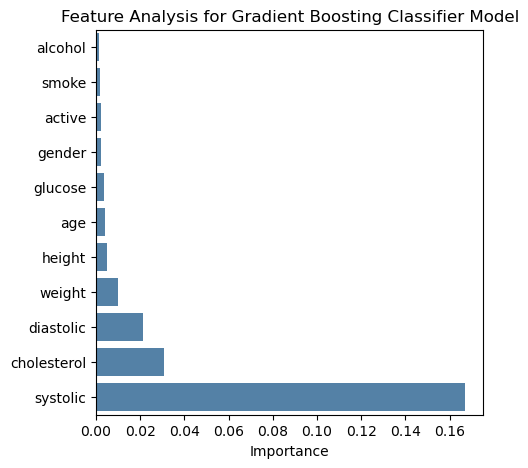 Feature Analysis for Gradient Boosting Classifier Model
alcohol
smoke
active
gender
glucose
age
height
weight
diastolic
cholesterol
systolic
0.00 0.02 0.04 0.06 0.08 0.10 0.12 0.14 0.16
Importance